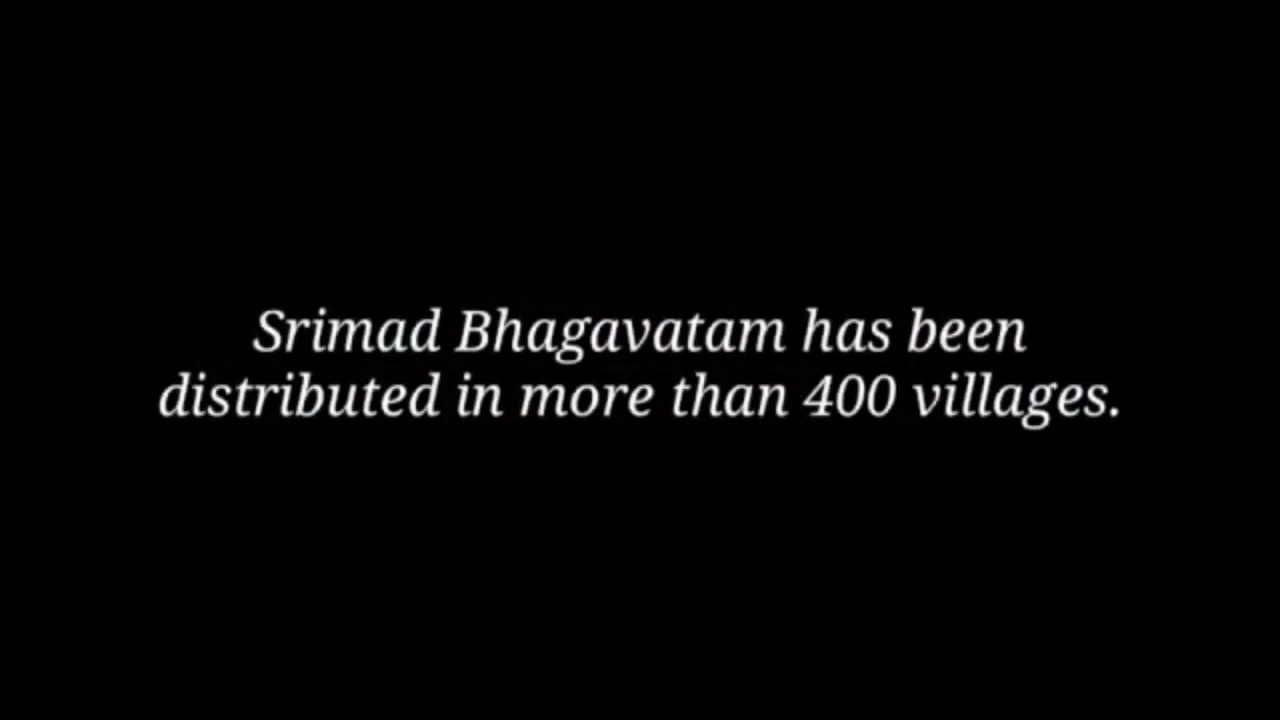 Srimad Bhagavatam has been
distributed in more than 400 villages.